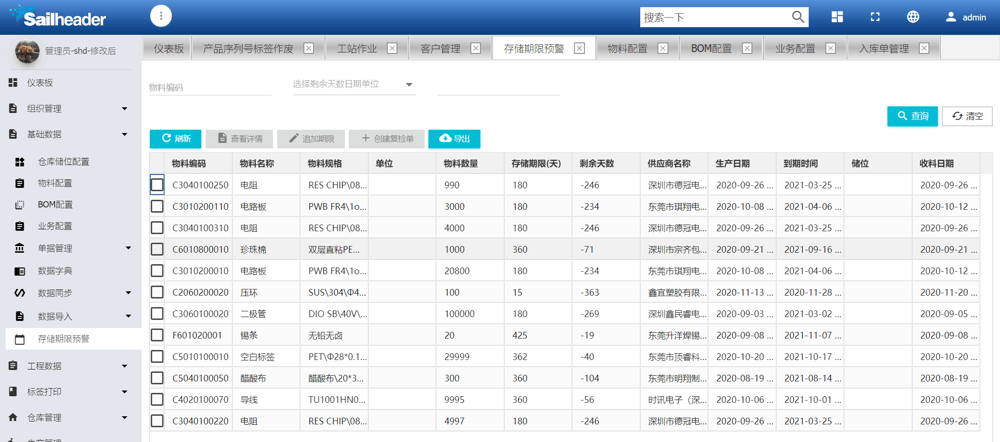 Sailheader
搜索一下
admin
管理员-shd-修改后
仪表板
组织管理
基础数据
仓库储位配置
物料配置
BOM配置
业务配置
单据管理
数据字典
数据同步
数据导入
存储期限预警
工程数据
标签打印
仓库管理
生产管理
仪表板 产品序列号标签作废 工站作业 客户管理 存储期限预警 物料配置 BOM配置 业务配置 入库单管理
物料编码 选择剩余天数日期单位
查询 清空
刷新 查看详情 追加期限 创建复检单 导出
物料编码 物料名称 物料规格 单位 物料数量 存储期限(天) 剩余天数 供应商名称 生产日期 到期时间 储位 收料日期
C3040100250 电阻 RES CHIP\08... 990 180 -246 深圳市德冠电... 2020-09-26 ... 2021-03-25 ... 2020-09-26 ...
C3010200110 电路板 PWB FR4\1o... 3000 180 -234 东莞市琪翔电... 2020-10-08 ... 2021-04-06 ... 2020-10-12 ...
C3040100310 电阻 RES CHIP\08... 4000 180 -246 深圳市德冠电... 2020-09-26 ... 2021-03-25 ... 2020-09-26 ...
C6010800010 珍珠棉 双层直粘PE... 1000 360 -71 深圳市宗齐包... 2020-09-21 ... 2021-09-16 ... 2020-09-21 ...
C3010200010 电路板 PWB FR4\1o... 20800 180 -234 东莞市琪翔电... 2020-10-08 ... 2021-04-06 ... 2020-10-12 ...
C2060200020 压环 SUS\304\Φ4... 100 15 -363 鑫宜塑胶有限... 2020-11-13 ... 2020-11-28 ... 2020-11-20 ...
C3060100020 二极管 DIO SB\40V\... 100000 180 -269 深圳鑫民睿电... 2020-09-03 ... 2021-03-02 ... 2020-09-05 ...
F601020001 锡条 无铅无卤 20 425 -19 东莞升洋焊锡... 2020-09-08 ... 2021-11-07 ... 2020-09-08 ...
C5010100010 空白标签 PET\Φ28*0.1... 29999 362 -40 东莞市顶睿科... 2020-10-20 ... 2021-10-17 ... 2020-10-20 ...
C5040100050 醋酸布 醋酸布\20*3... 300 360 -104 东莞市明翔制... 2020-08-19 ... 2021-08-14 ... 2020-08-19 ...
C4020100070 导线 TU1001HN0... 9995 360 -56 时讯电子（深... 2020-10-06 ... 2021-10-01 ... 2020-10-06 ...
C3040100220 电阻 RES CHIP\08... 4997 180 -246 深圳市德冠电... 2020-09-26 ... 2021-03-25 ... 2020-09-26 ...